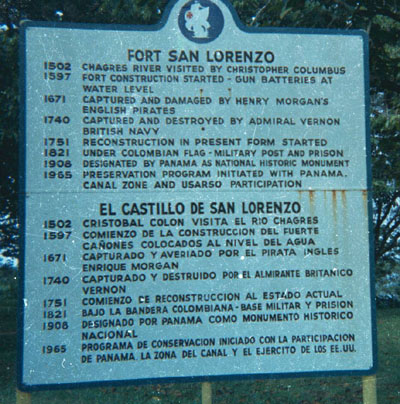 FORT SAN LORENZO
1502 CHAGRES RIVER VISITED BY CHRISTOPHER COLUMBUS
1597 FORT CONSTRUCTION STARTED - GUN BATTERIES AT
WATER LEVEL
1671 CAPTURED AND DAMAGED BY HENRY MORGAN'S
ENGLISH PIRATES
1740 CAPTURED AND DESTROYED BY ADMIRAL VERNON
BRITISH NAVY
1751 RECONSTRUCTION IN PRESENT FORM STARTED
1821 UNDER COLOMBIAN FLAG - MILITARY POST AND PRISON
1908 DESIGNATED BY PANAMA AS NATIONAL HISTORIC MONUMENT
1965 PRESERVATION PROGRAM INITIATED WITH PANAMA,
CANAL ZONE AND USARSO PARTICIPATION
EL CASTILLO DE SAN LORENZO
1502 CRISTOBAL COLON VISITA EL RIO CHAGRES
1597 COMIENZO DE LA CONSTRUCCION DEL FUERTE
CAÑONES COLOCADOS AL NIVEL DEL AGUA
1671 CAPTURADO Y AVERIADO POR EL PIRATA INGLES
ENRIQUE MORGAN
1740 CAPTURADO Y DESTRUIDO POR EL ALMIRANTE BRITANICO
VERNON
1751 COMIENZO DE RECONSTRUCCION AL ESTADO ACTUAL
1821 BAJO LA BANDERA COLOMBIANA - BASE MILITAR Y PRISION
1908 DESIGNADO POR PANAMA COMO MONUMENTO HISTORICO
NACIONAL
1965 PROGRAMA DE CONSERVACION INICIADO CON LA PARTICIPACION
DE PANAMA, LA ZONA DEL CANAL Y EL EJERCITO DE LOS EE.UU.